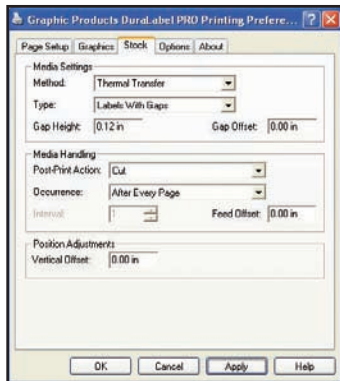 Graphic Products DuraLabel PRO Printing Prefere...
Page Setup Graphics Stock Options About
Media Settings
Method: Thermal Transfer
Type: Labels With Gaps
Gap Height: 0.12 in Gap Offset: 0.00 in
Media Handling
Post-Print Action: Cut
Occurrence: After Every Page
Interval: 1 Feed Offset: 0.00 in
Position Adjustments
Vertical Offset: 0.00 in
OK Cancel Apply Help